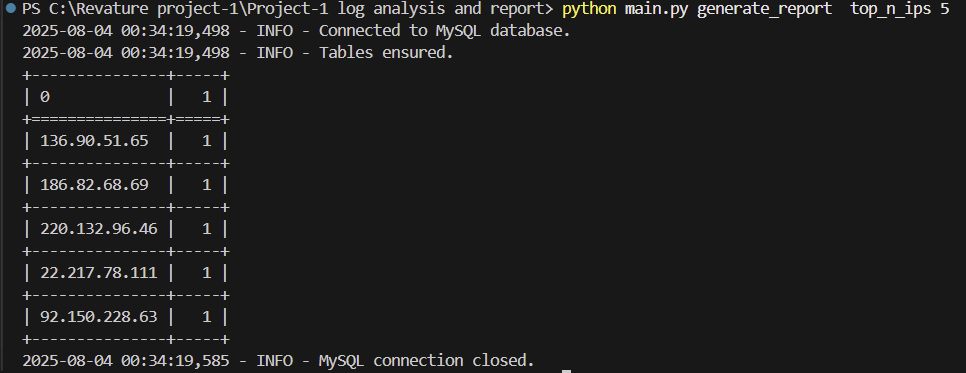 PS C:\Revature project-1\Project-1 log analysis and report> python main.py generate_report  top_n_ips 5
2025-08-04 00:34:19,498 - INFO - Connected to MySQL database.
2025-08-04 00:34:19,498 - INFO - Tables ensured.
+---------------+-----+
| 0             |   1 |
+===============+=====+
| 136.90.51.65  |   1 |
+---------------+-----+
| 186.82.68.69  |   1 |
+---------------+-----+
| 220.132.96.46 |   1 |
+---------------+-----+
| 22.217.78.111 |   1 |
+---------------+-----+
| 92.150.228.63 |   1 |
+---------------+-----+
2025-08-04 00:34:19,585 - INFO - MySQL connection closed.